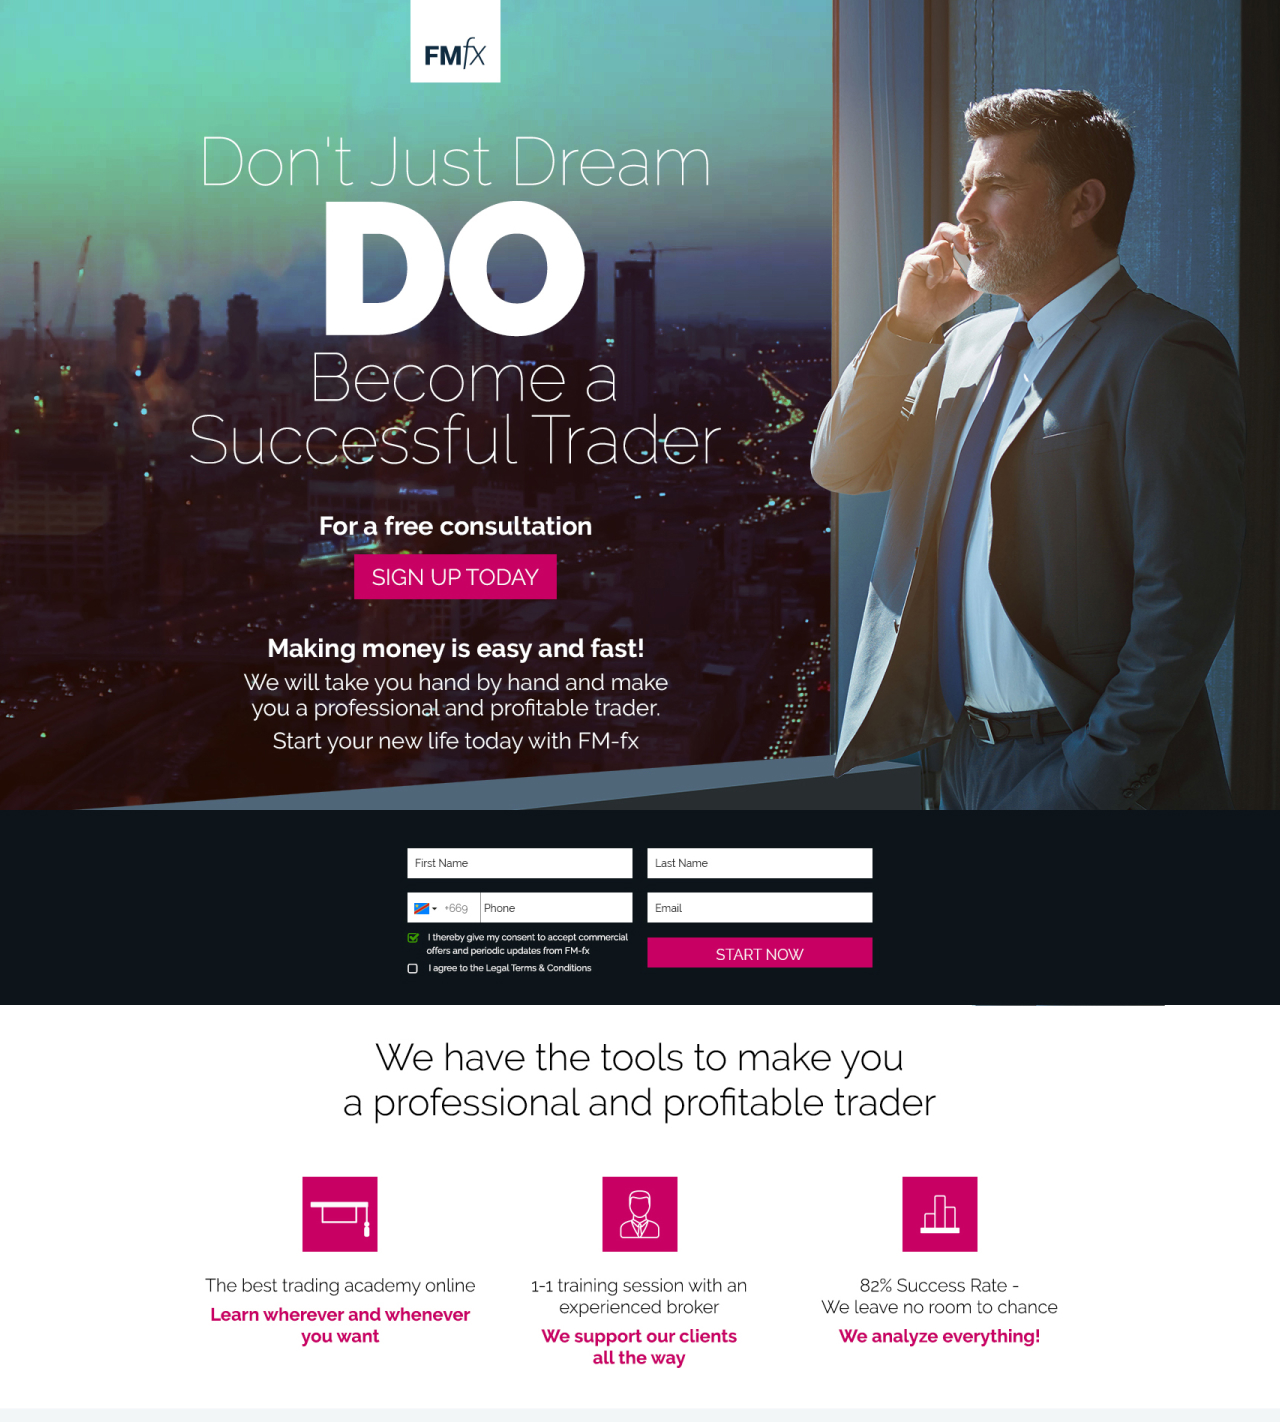 FMfx
Don't Just Dream
DO
Become a
Successful Trader
For a free consultation
SIGN UP TODAY
Making money is easy and fast!
We will take you hand by hand and make
you a professional and profitable trader.
Start your new life today with FM-fx
First Name
Last Name
+669 Phone
Email
I thereby give my consent to accept commercial
offers and periodic updates from FM-fx
I agree to the Legal Terms & Conditions
START NOW
We have the tools to make you
a professional and profitable trader
The best trading academy online
Learn wherever and whenever
you want
1-1 training session with an
experienced broker
We support our clients
all the way
82% Success Rate -
We leave no room to chance
We analyze everything!